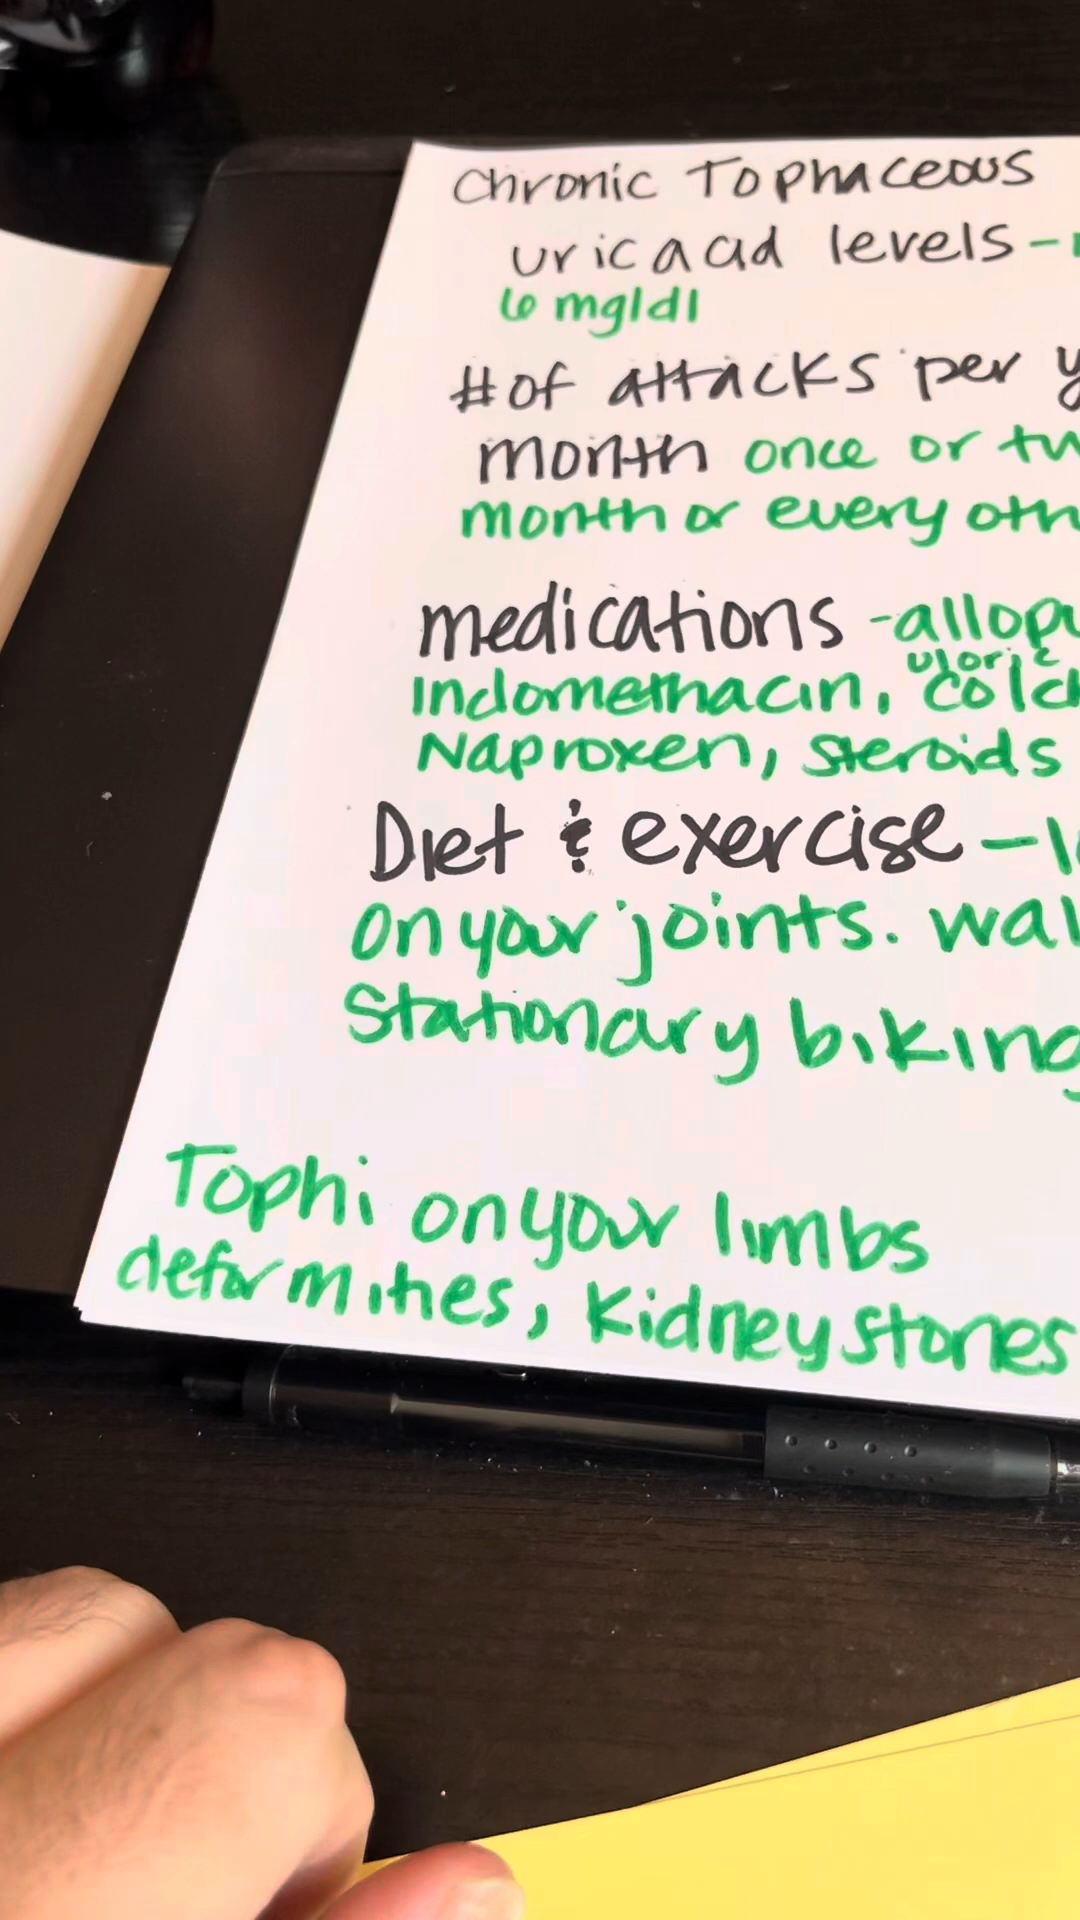 Chronic Tophaceous
uric acid levels -
6 mg/dl
# of attacks per
month once or
month or every
medications -
uloric
Indomethacin,
Naproxen, steroids
Diet & exercise -
on your joints.
Stationary biking
Tophi on your limbs
deformities, Kidney stones